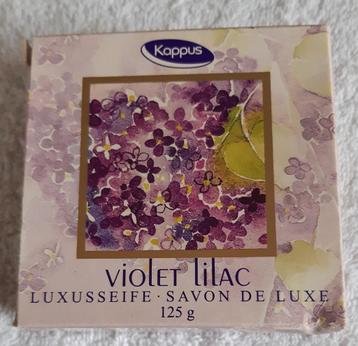 Kappus
VIOLET LILAC
LUXUSSEIFE · SAVON DE LUXE
125 g